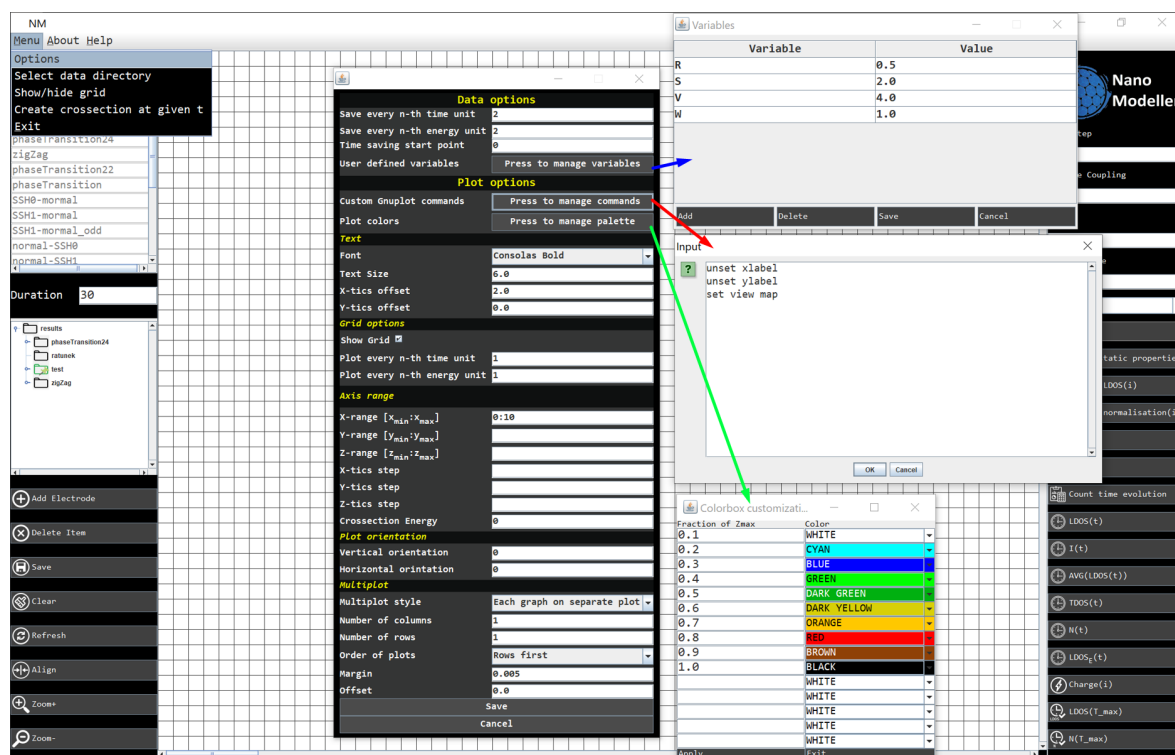 NM
Menu About Help
Options
Select data directory
Show/hide grid
Create crossection at given t
Exit
phaseTransition24
zigZag
phaseTransition22
phaseTransition
SSH0-mormal
SSH1-mormal
SSH1-mormal_odd
normal-SSH0
normal-SSH1
Duration 30
results
phaseTransition24
ratunek
test
zigZag
Add Electrode
Delete Item
Save
Clear
Refresh
Align
Zoom+
Zoom-
Data options
Save every n-th time unit 2
Save every n-th energy unit 2
Time saving start point 0
User defined variables Press to manage variables
Plot options
Custom Gnuplot commands Press to manage commands
Plot colors Press to manage palette
Text
Font Consolas Bold
Text Size 6.0
X-tics offset 2.0
Y-tics offset 0.0
Grid options
Show Grid
Plot every n-th time unit 1
Plot every n-th energy unit 1
Axis range
X-range [xmin:xmax] 0:10
Y-range [ymin:ymax]
Z-range [zmin:zmax]
X-tics step
Y-tics step
Z-tics step
Crossection Energy 0
Plot orientation
Vertical orientation 0
Horizontal orintation 0
Multiplot
Multiplot style Each graph on separate plot
Number of columns 1
Number of rows 1
Order of plots Rows first
Margin 0.005
Offset 0.0
Save
Cancel
Variables
Variable Value
R 0.5
S 2.0
V 4.0
W 1.0
Add Delete Save Cancel
Input
?
unset xlabel
unset ylabel
set view map
OK Cancel
Colorbox customizati...
Fraction of Zmax Color
0.1 WHITE
0.2 CYAN
0.3 BLUE
0.4 GREEN
0.5 DARK GREEN
0.6 DARK YELLOW
0.7 ORANGE
0.8 RED
0.9 BROWN
1.0 BLACK
WHITE
WHITE
WHITE
WHITE
WHITE
Apply Exit
Nano
Modeller
Coupling
LDOS(i)
Count time evolution
LDOS(t)
I(t)
AVG(LDOS(t))
TDOS(t)
N(t)
LDOSE(t)
Charge(i)
LDOS(T_max)
N(T_max)